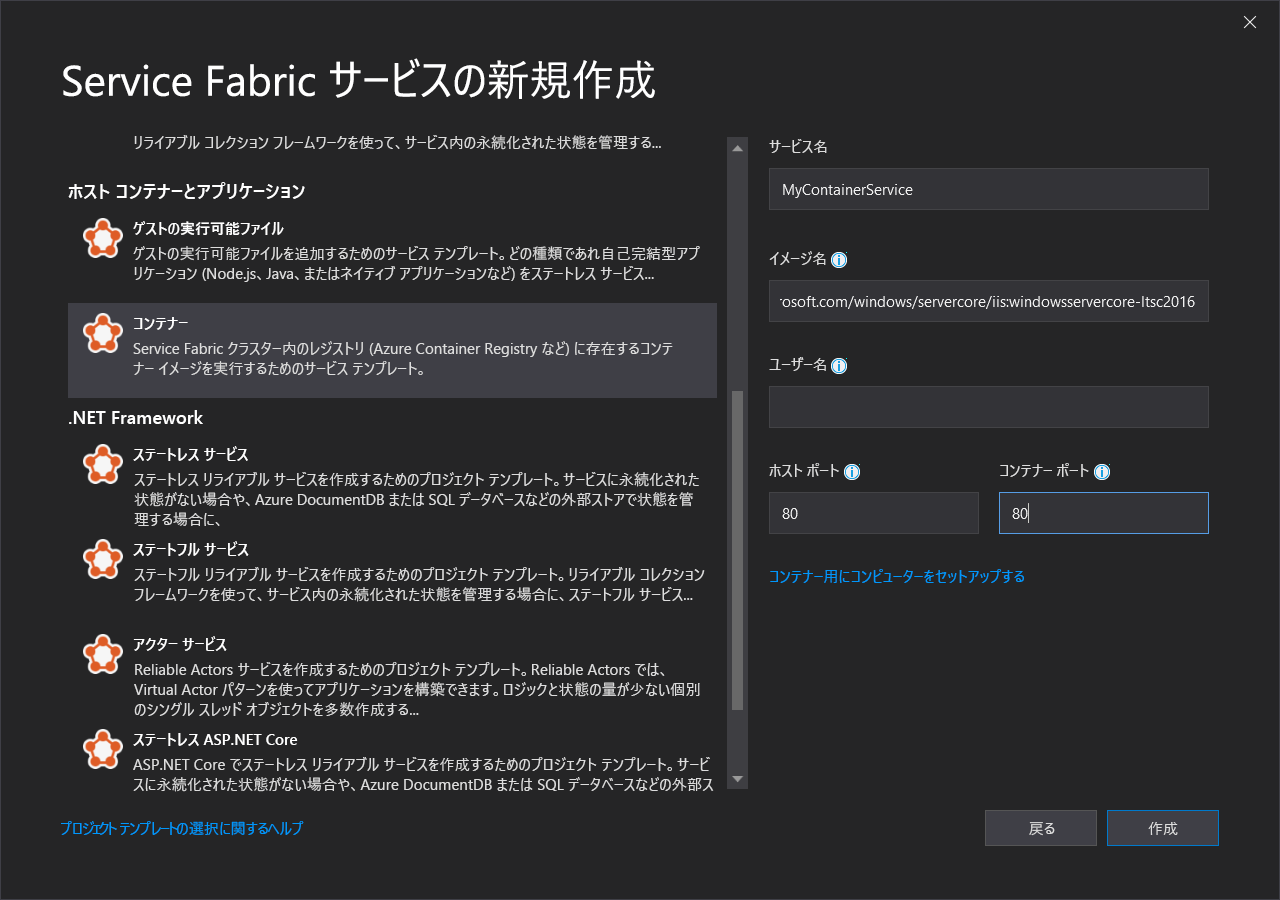 Service Fabric サービスの新規作成
リライアブル コレクション フレームワークを使って、サービス内の永続化された状態を管理する...
ホスト コンテナーとアプリケーション
ゲストの実行可能ファイル
ゲストの実行可能ファイルを追加するためのサービス テンプレート。どの種類であれ自己完結型アプ
リケーション (Node.js、Java、またはネイティブ アプリケーションなど) をステートレス サービス...
コンテナー
Service Fabric クラスター内のレジストリ (Azure Container Registry など) に存在するコンテ
ナー イメージを実行するためのサービス テンプレート。
.NET Framework
ステートレス サービス
ステートレス リライアブル サービスを作成するためのプロジェクト テンプレート。サービスに永続化された
状態がない場合や、Azure DocumentDB または SQL データベースなどの外部ストアで状態を管
理する場合に、
ステートフル サービス
ステートフル リライアブル サービスを作成するためのプロジェクト テンプレート。リライアブル コレクション
フレームワークを使って、サービス内の永続化された状態を管理する場合に、ステートフル サービス...
アクター サービス
Reliable Actors サービスを作成するためのプロジェクト テンプレート。Reliable Actors では、
Virtual Actor パターンを使ってアプリケーションを構築できます。ロジックと状態の量が少ない個別
のシングル スレッド オブジェクトを多数作成する...
ステートレス ASP.NET Core
ASP.NET Core でステートレス リライアブル サービスを作成するためのプロジェクト テンプレート。サービ
スに永続化された状態がない場合や、Azure DocumentDB または SQL データベースなどの外部ス
サービス名
MyContainerService
イメージ名
rosoft.com/windows/servercore/iis:windowsservercore-ltsc2016
ユーザー名
ホスト ポート コンテナー ポート
80 80
コンテナー用にコンピューターをセットアップする
プロジェクト テンプレートの選択に関するヘルプ
戻る 作成